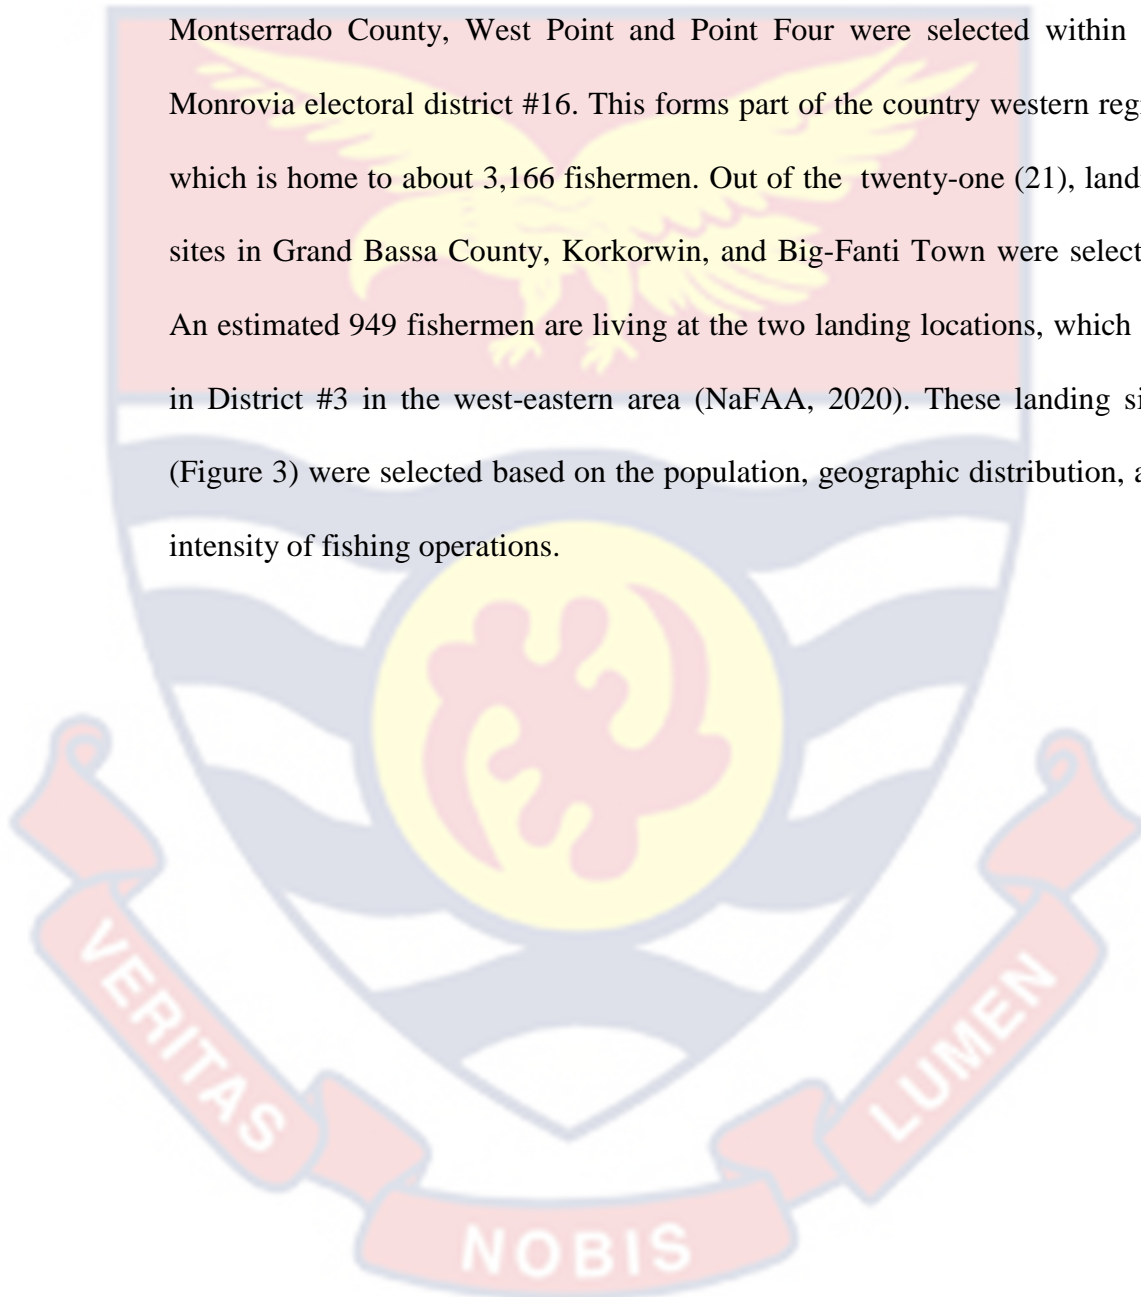 Montserrado County, West Point and Point Four were selected within
Monrovia electoral district #16. This forms part of the country western reg
which is home to about 3,166 fishermen. Out of the twenty-one (21), land
sites in Grand Bassa County, Korkorwin, and Big-Fanti Town were select
An estimated 949 fishermen are living at the two landing locations, which
in District #3 in the west-eastern area (NaFAA, 2020). These landing si
(Figure 3) were selected based on the population, geographic distribution, a
intensity of fishing operations.
VERITAS
NOBIS
LUMEN